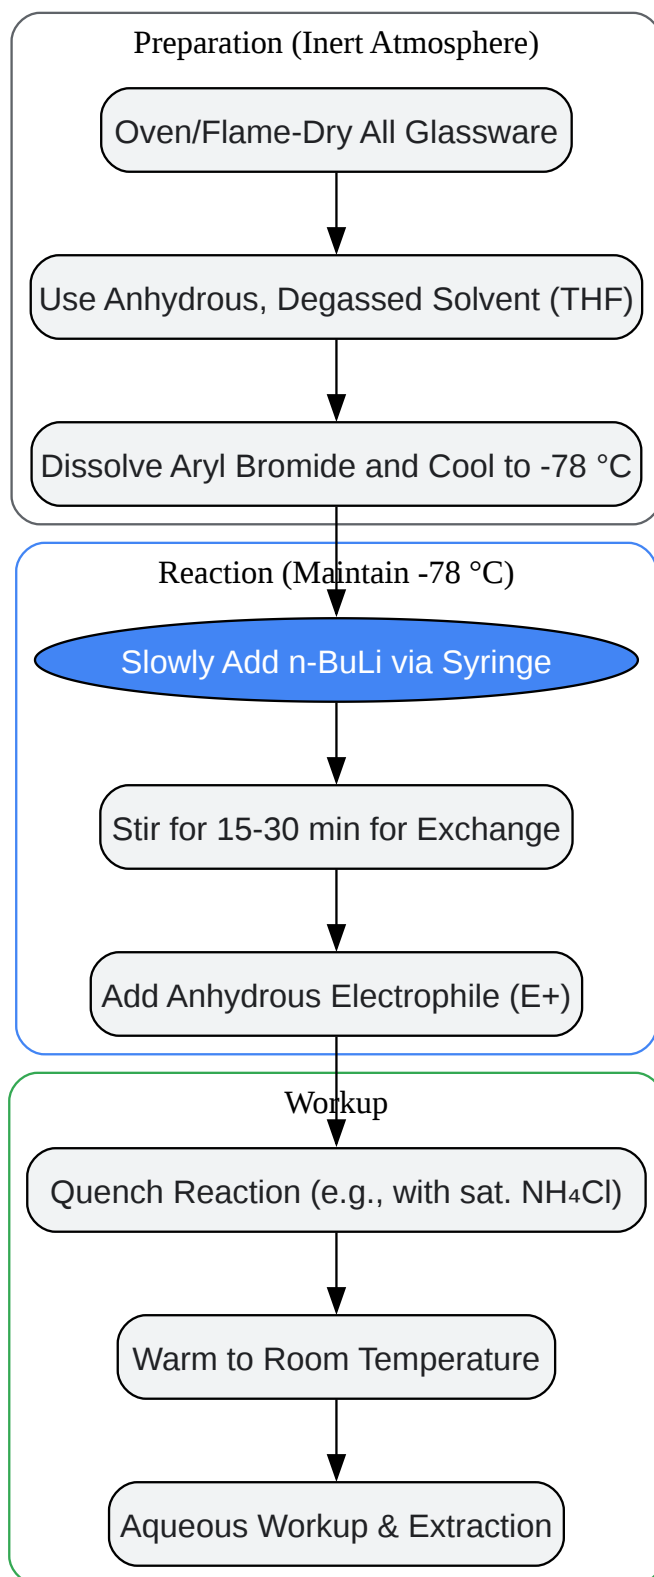 Preparation (Inert Atmosphere)
Oven/Flame-Dry All Glassware
Use Anhydrous, Degassed Solvent (THF)
Dissolve Aryl Bromide and Cool to -78 °C
Reaction (Maintain -78 °C)
Slowly Add n-BuLi via Syringe
Stir for 15-30 min for Exchange
Add Anhydrous Electrophile (E+)
Workup
Quench Reaction (e.g., with sat. NH₄Cl)
Warm to Room Temperature
Aqueous Workup & Extraction